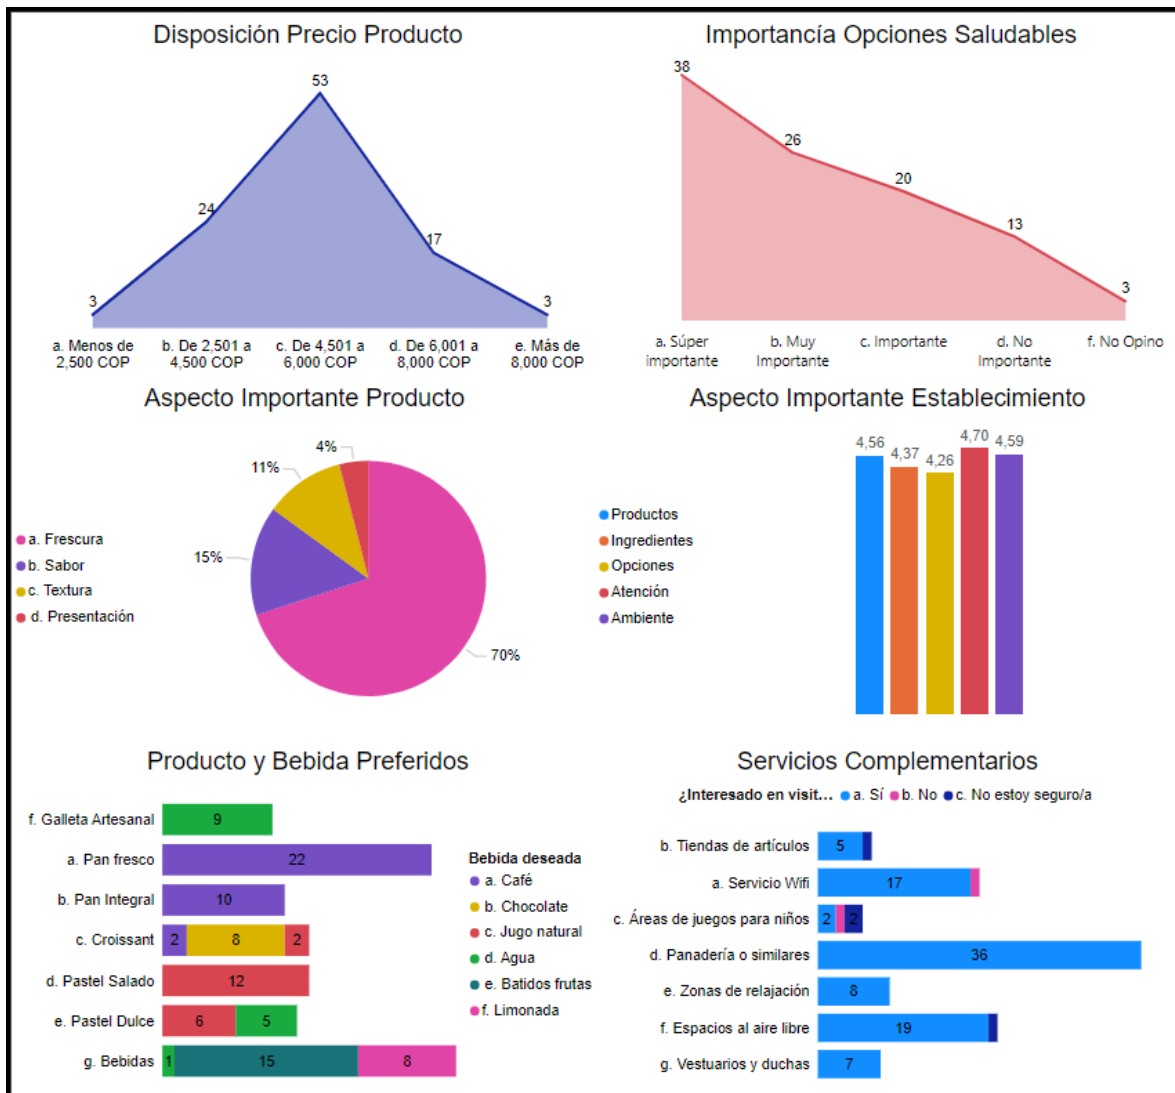 Disposición Precio Producto
53
24
17
3
3
a. Menos de 2,500 COP
b. De 2,501 a 4,500 COP
c. De 4,501 a 6,000 COP
d. De 6,001 a 8,000 COP
e. Más de 8,000 COP
Importancía Opciones Saludables
38
26
20
13
3
a. Súper importante
b. Muy Importante
c. Importante
d. No Importante
f. No Opino
Aspecto Importante Producto
4%
11%
15%
70%
a. Frescura
b. Sabor
c. Textura
d. Presentación
Aspecto Importante Establecimiento
4,56
4,37
4,26
4,70
4,59
Productos
Ingredientes
Opciones
Atención
Ambiente
Producto y Bebida Preferidos
f. Galleta Artesanal 9
a. Pan fresco 22
b. Pan Integral 10
c. Croissant 2 8 2
d. Pastel Salado 12
e. Pastel Dulce 6 5
g. Bebidas 1 15 8
Bebida deseada
a. Café
b. Chocolate
c. Jugo natural
d. Agua
e. Batidos frutas
f. Limonada
Servicios Complementarios
¿Interesado en visit... a. Sí b. No c. No estoy seguro/a
b. Tiendas de artículos 5
a. Servicio Wifi 17
c. Áreas de juegos para niños 2 2
d. Panadería o similares 36
e. Zonas de relajación 8
f. Espacios al aire libre 19
g. Vestuarios y duchas 7